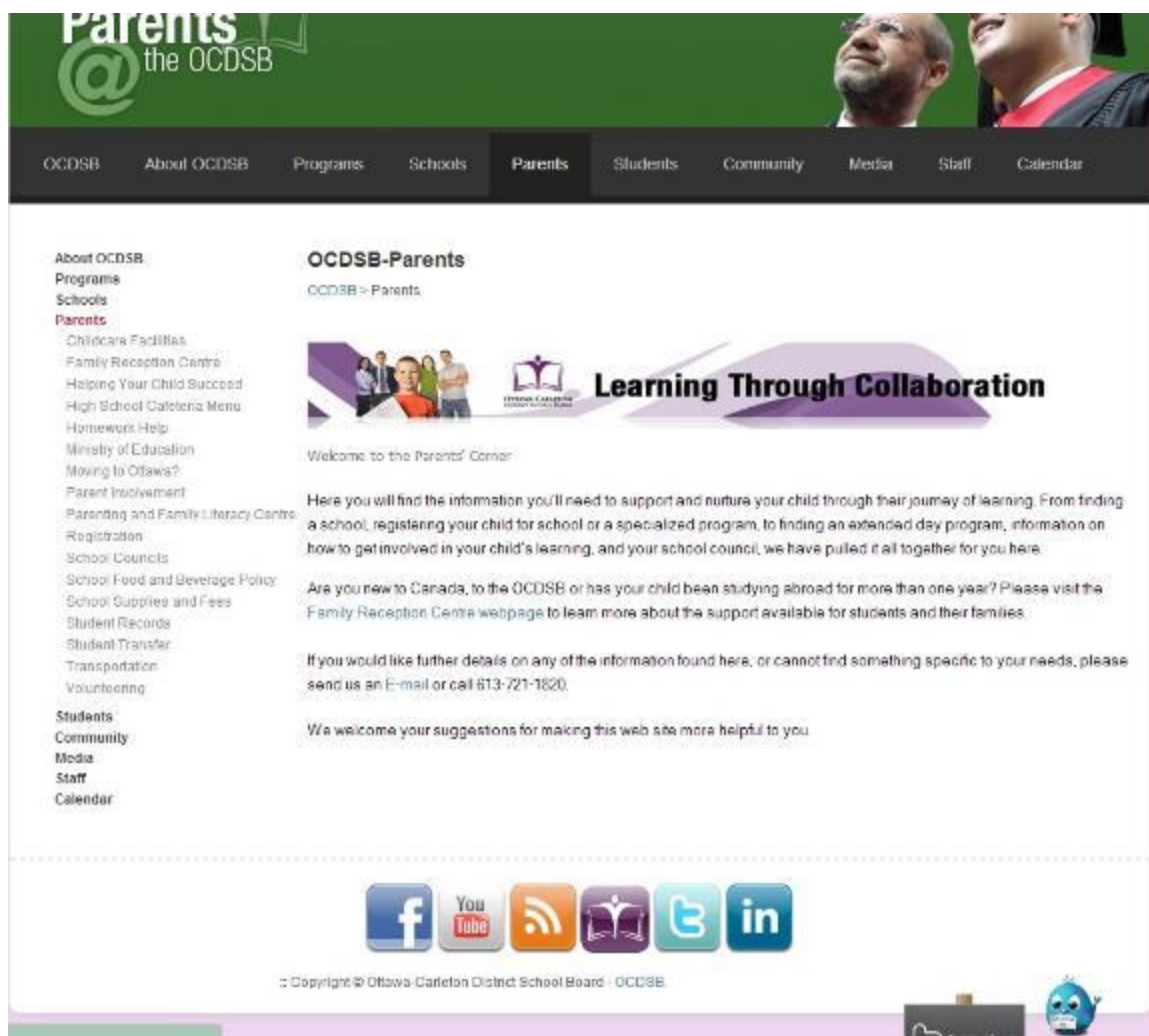 Parents
@ the OCDSB
OCDSB About OCDSB Programs Schools Parents Students Community Media Staff Calendar
About OCDSB
Programs
Schools
Parents
Childcare Facilities
Family Reception Centre
Helping Your Child Succeed
High School Cafeteria Menu
Homework Help
Ministry of Education
Moving to Ottawa?
Parent Involvement
Parenting and Family Literacy Centre
Registration
School Councils
School Food and Beverage Policy
School Supplies and Fees
Student Records
Student Transfer
Transportation
Volunteering
Students
Community
Media
Staff
Calendar
OCDSB-Parents
OCDSB > Parents
OTTAWA-CARLETON
Learning Through Collaboration
Welcome to the Parents' Corner
Here you will find the information you'll need to support and nurture your child through their journey of learning. From finding
a school, registering your child for school or a specialized program, to finding an extended day program, information on
how to get involved in your child's learning, and your school council, we have pulled it all together for you here.
Are you new to Canada, to the OCDSB or has your child been studying abroad for more than one year? Please visit the
Family Reception Centre webpage to learn more about the support available for students and their families.
If you would like further details on any of the information found here, or cannot find something specific to your needs, please
send us an E-mail or call 613-721-1820.
We welcome your suggestions for making this web site more helpful to you.
f
You
Tube
in
:: Copyright © Ottawa-Carleton District School Board - OCDSB.